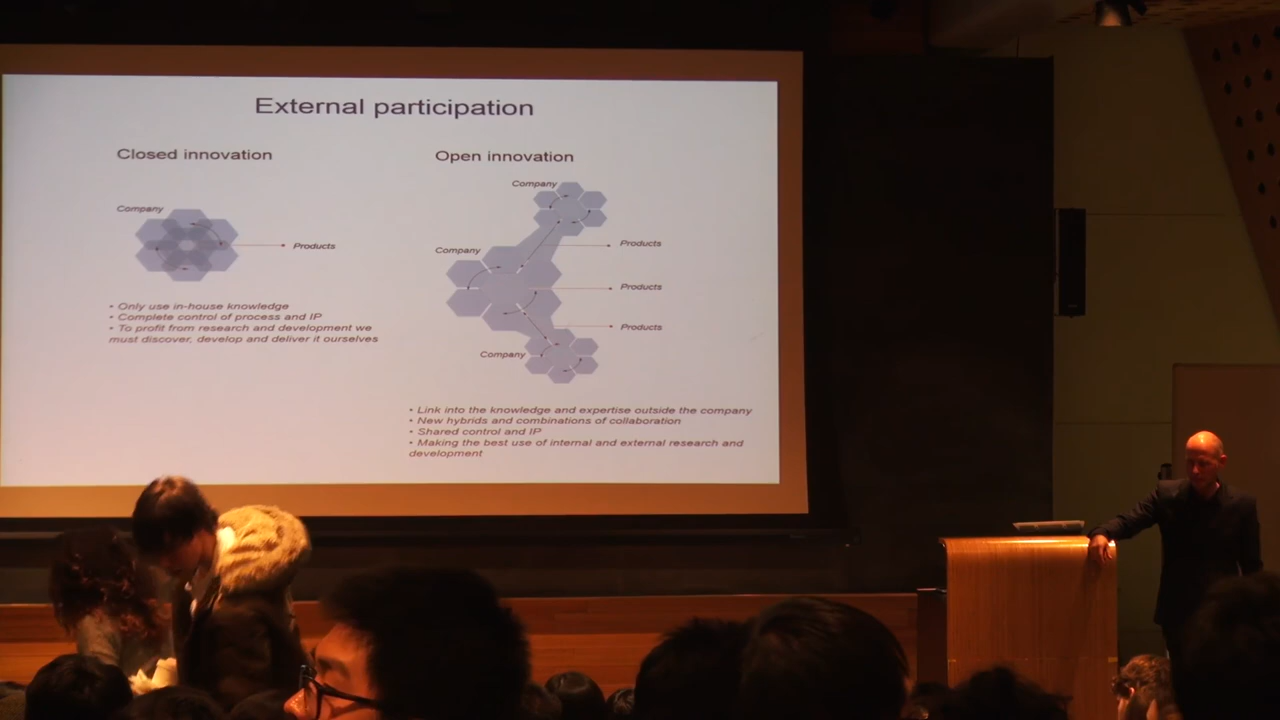 External participation
Closed innovation
Company
Products
• Only use in-house knowledge
• Complete control of process and IP
• To profit from research and development we
must discover, develop and deliver it ourselves
Open innovation
Company
Products
Company
Products
Products
Company
• Link into the knowledge and expertise outside the company
• New hybrids and combinations of collaboration
• Shared control and IP
• Making the best use of internal and external research and
development